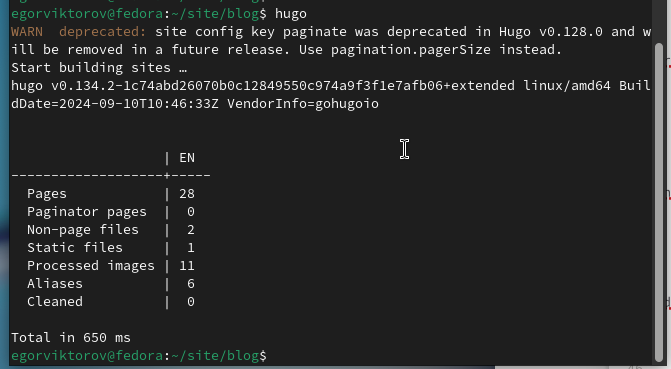 egorviktorov@fedora:~/site/blog$ hugo
WARN  deprecated: site config key paginate was deprecated in Hugo v0.128.0 and w
ill be removed in a future release. Use pagination.pagerSize instead.
Start building sites …
hugo v0.134.2-1c74abd26070b0c12849550c974a9f3f1e7afb06+extended linux/amd64 Buil
dDate=2024-09-10T10:46:33Z VendorInfo=gohugoio
                   | EN
-------------------+-----
  Pages            | 28
  Paginator pages  |  0
  Non-page files   |  2
  Static files     |  1
  Processed images | 11
  Aliases          |  6
  Cleaned          |  0
Total in 650 ms
egorviktorov@fedora:~/site/blog$